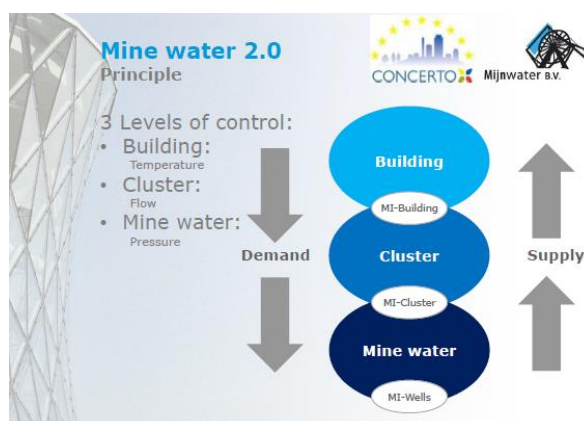 Mine water 2.0
Principle
CONCERTO
Mijnwater B.V.
3 Levels of control:
• Building:
Temperature
• Cluster:
Flow
• Mine water:
Pressure
Demand
Building
MI-Building
Cluster
MI-Cluster
Mine water
MI-Wells
Supply